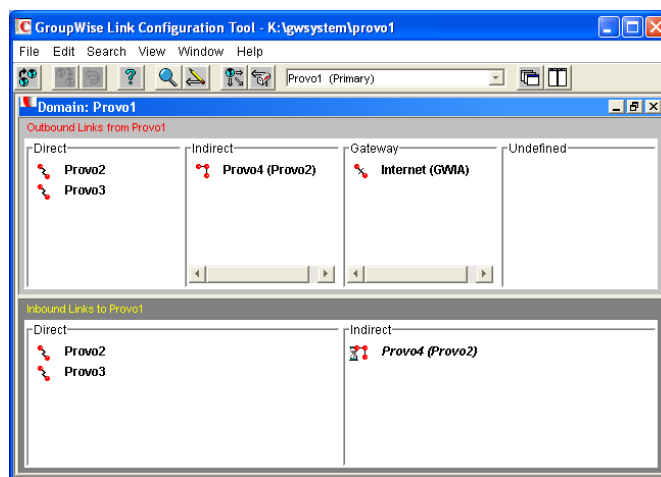 GroupWise Link Configuration Tool - K:\gwsystem\provo1
File Edit Search View Window Help
Provo1 (Primary)
Domain: Provo1
Outbound Links from Provo1
Direct Indirect Gateway Undefined
Provo2 Provo4 (Provo2) Internet (GWIA)
Provo3
Inbound Links to Provo1
Direct Indirect
Provo2 Provo4 (Provo2)
Provo3